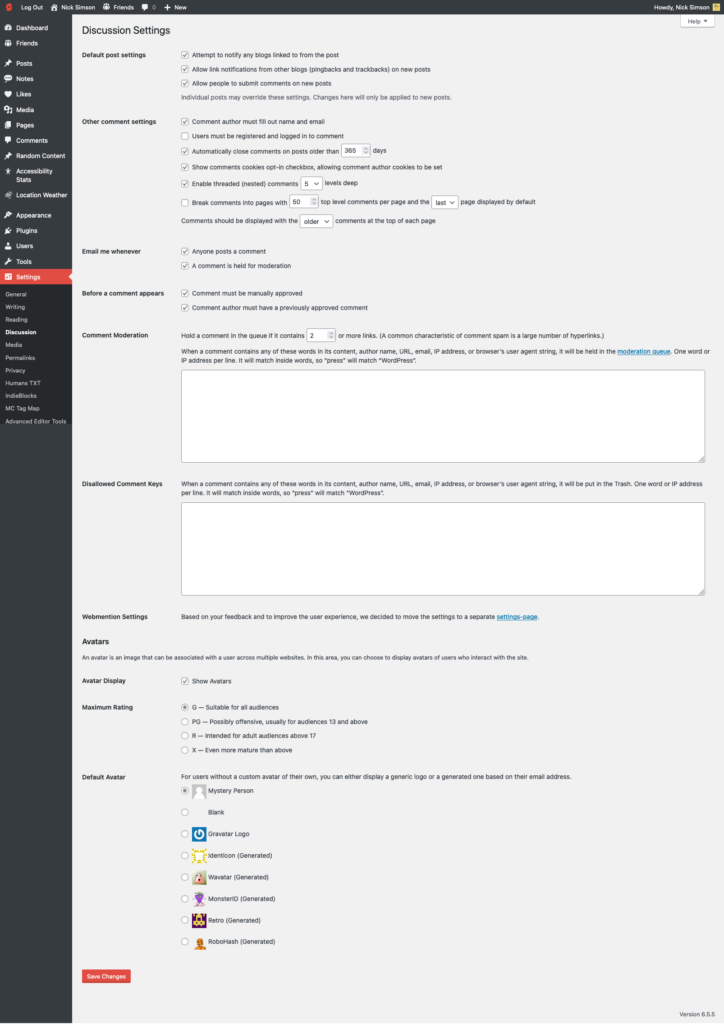 Log Out Nick Simson Friends 0 New Howdy, Nick Simson
Help
Dashboard
Friends
Posts
Notes
Likes
Media
Pages
Comments
Random Content
Accessibility
Stats
Location Weather
Appearance
Plugins
Users
Tools
Settings
General
Writing
Reading
Discussion
Media
Permalinks
Privacy
Humans TXT
IndieBlocks
MC Tag Map
Advanced Editor Tools
Discussion Settings
Default post settings
Attempt to notify any blogs linked to from the post
Allow link notifications from other blogs (pingbacks and trackbacks) on new posts
Allow people to submit comments on new posts
Individual posts may override these settings. Changes here will only be applied to new posts.
Other comment settings
Comment author must fill out name and email
Users must be registered and logged in to comment
Automatically close comments on posts older than 365 days
Show comments cookies opt-in checkbox, allowing comment author cookies to be set
Enable threaded (nested) comments 5 levels deep
Break comments into pages with 50 top level comments per page and the last page displayed by default
Comments should be displayed with the older comments at the top of each page
Email me whenever
Anyone posts a comment
A comment is held for moderation
Before a comment appears
Comment must be manually approved
Comment author must have a previously approved comment
Comment Moderation
Hold a comment in the queue if it contains 2 or more links. (A common characteristic of comment spam is a large number of hyperlinks.)
When a comment contains any of these words in its content, author name, URL, email, IP address, or browser's user agent string, it will be held in the moderation queue. One word or
IP address per line. It will match inside words, so "press" will match "WordPress".
Disallowed Comment Keys
When a comment contains any of these words in its content, author name, URL, email, IP address, or browser's user agent string, it will be put in the Trash. One word or IP address
per line. It will match inside words, so "press" will match "WordPress".
Webmention Settings
Based on your feedback and to improve the user experience, we decided to move the settings to a separate settings-page.
Avatars
An avatar is an image that can be associated with a user across multiple websites. In this area, you can choose to display avatars of users who interact with the site.
Avatar Display
Show Avatars
Maximum Rating
G — Suitable for all audiences
PG — Possibly offensive, usually for audiences 13 and above
R — Intended for adult audiences above 17
X — Even more mature than above
Default Avatar
For users without a custom avatar of their own, you can either display a generic logo or a generated one based on their email address.
Mystery Person
Blank
Gravatar Logo
Identicon (Generated)
Wavatar (Generated)
MonsterID (Generated)
Retro (Generated)
RoboHash (Generated)
Save Changes
Version 6.5.5